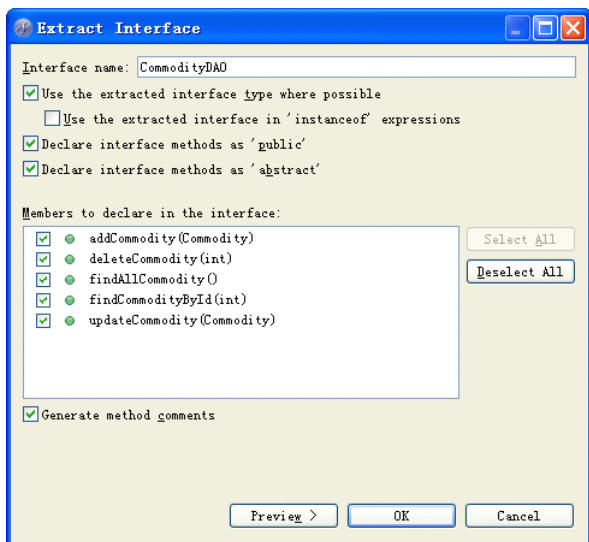 Extract Interface
Interface name: CommodityDAO
Use the extracted interface type where possible
Use the extracted interface in 'instanceof' expressions
Declare interface methods as 'public'
Declare interface methods as 'abstract'
Members to declare in the interface:
addCommodity(Commodity)
Select All
deleteCommodity(int)
Deselect All
findAllCommodity()
findCommodityById(int)
updateCommodity(Commodity)
Generate method comments
Preview >
OK
Cancel